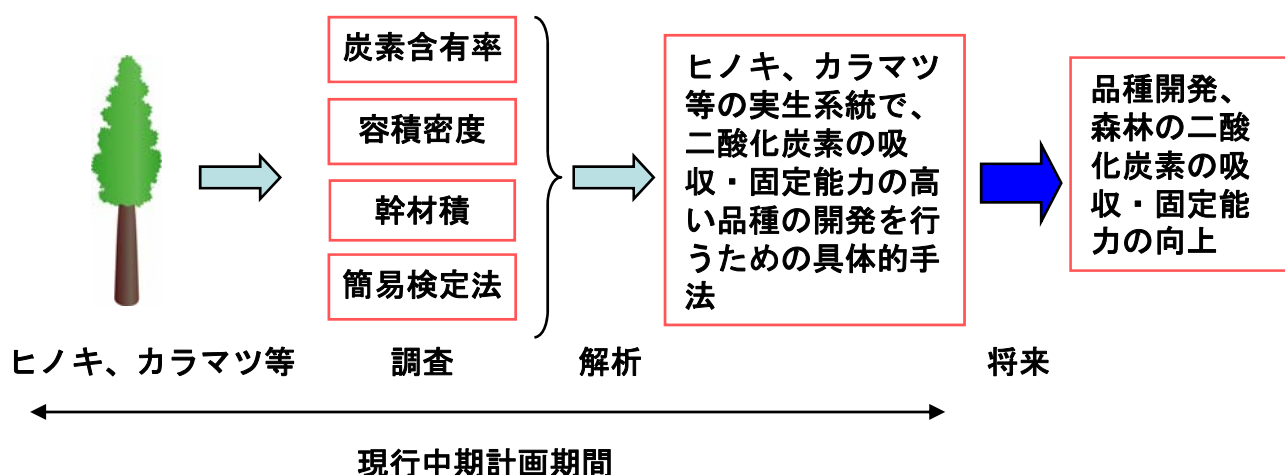 炭素含有率
容積密度
幹材積
簡易検定法
ヒノキ、カラマツ
等の実生系統で、
二酸化炭素の吸
収・固定能力の高
い品種の開発を行
うための具体的手
法
品種開発、
森林の二酸
化炭素の吸
収・固定能
力の向上
ヒノキ、カラマツ等
調査
解析
将来
現行中期計画期間